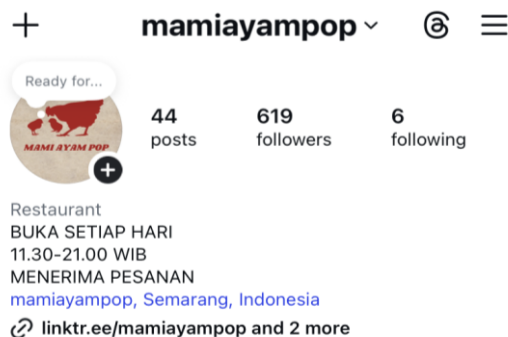 mamiayampop
Ready for...
MAMI AYAM POP
44 posts
619 followers
6 following
Restaurant
BUKA SETIAP HARI
11.30-21.00 WIB
MENERIMA PESANAN
mamiayampop, Semarang, Indonesia
linktr.ee/mamiayampop and 2 more